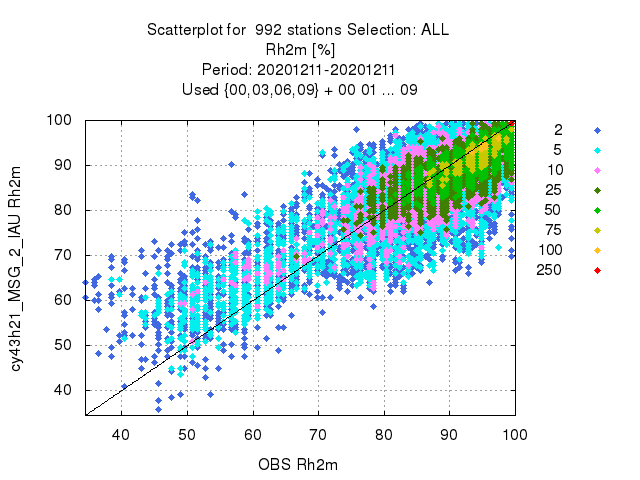 Scatterplot for 992 stations Selection: ALL
Rh2m [%]
Period: 20201211-20201211
Used {00,03,06,09} + 00 01 ... 09
100
90
80
70
60
50
40
cy43h21_MSG_2_IAU Rh2m
40 50 60 70 80 90 100
OBS Rh2m
2
5
10
25
50
75
100
250